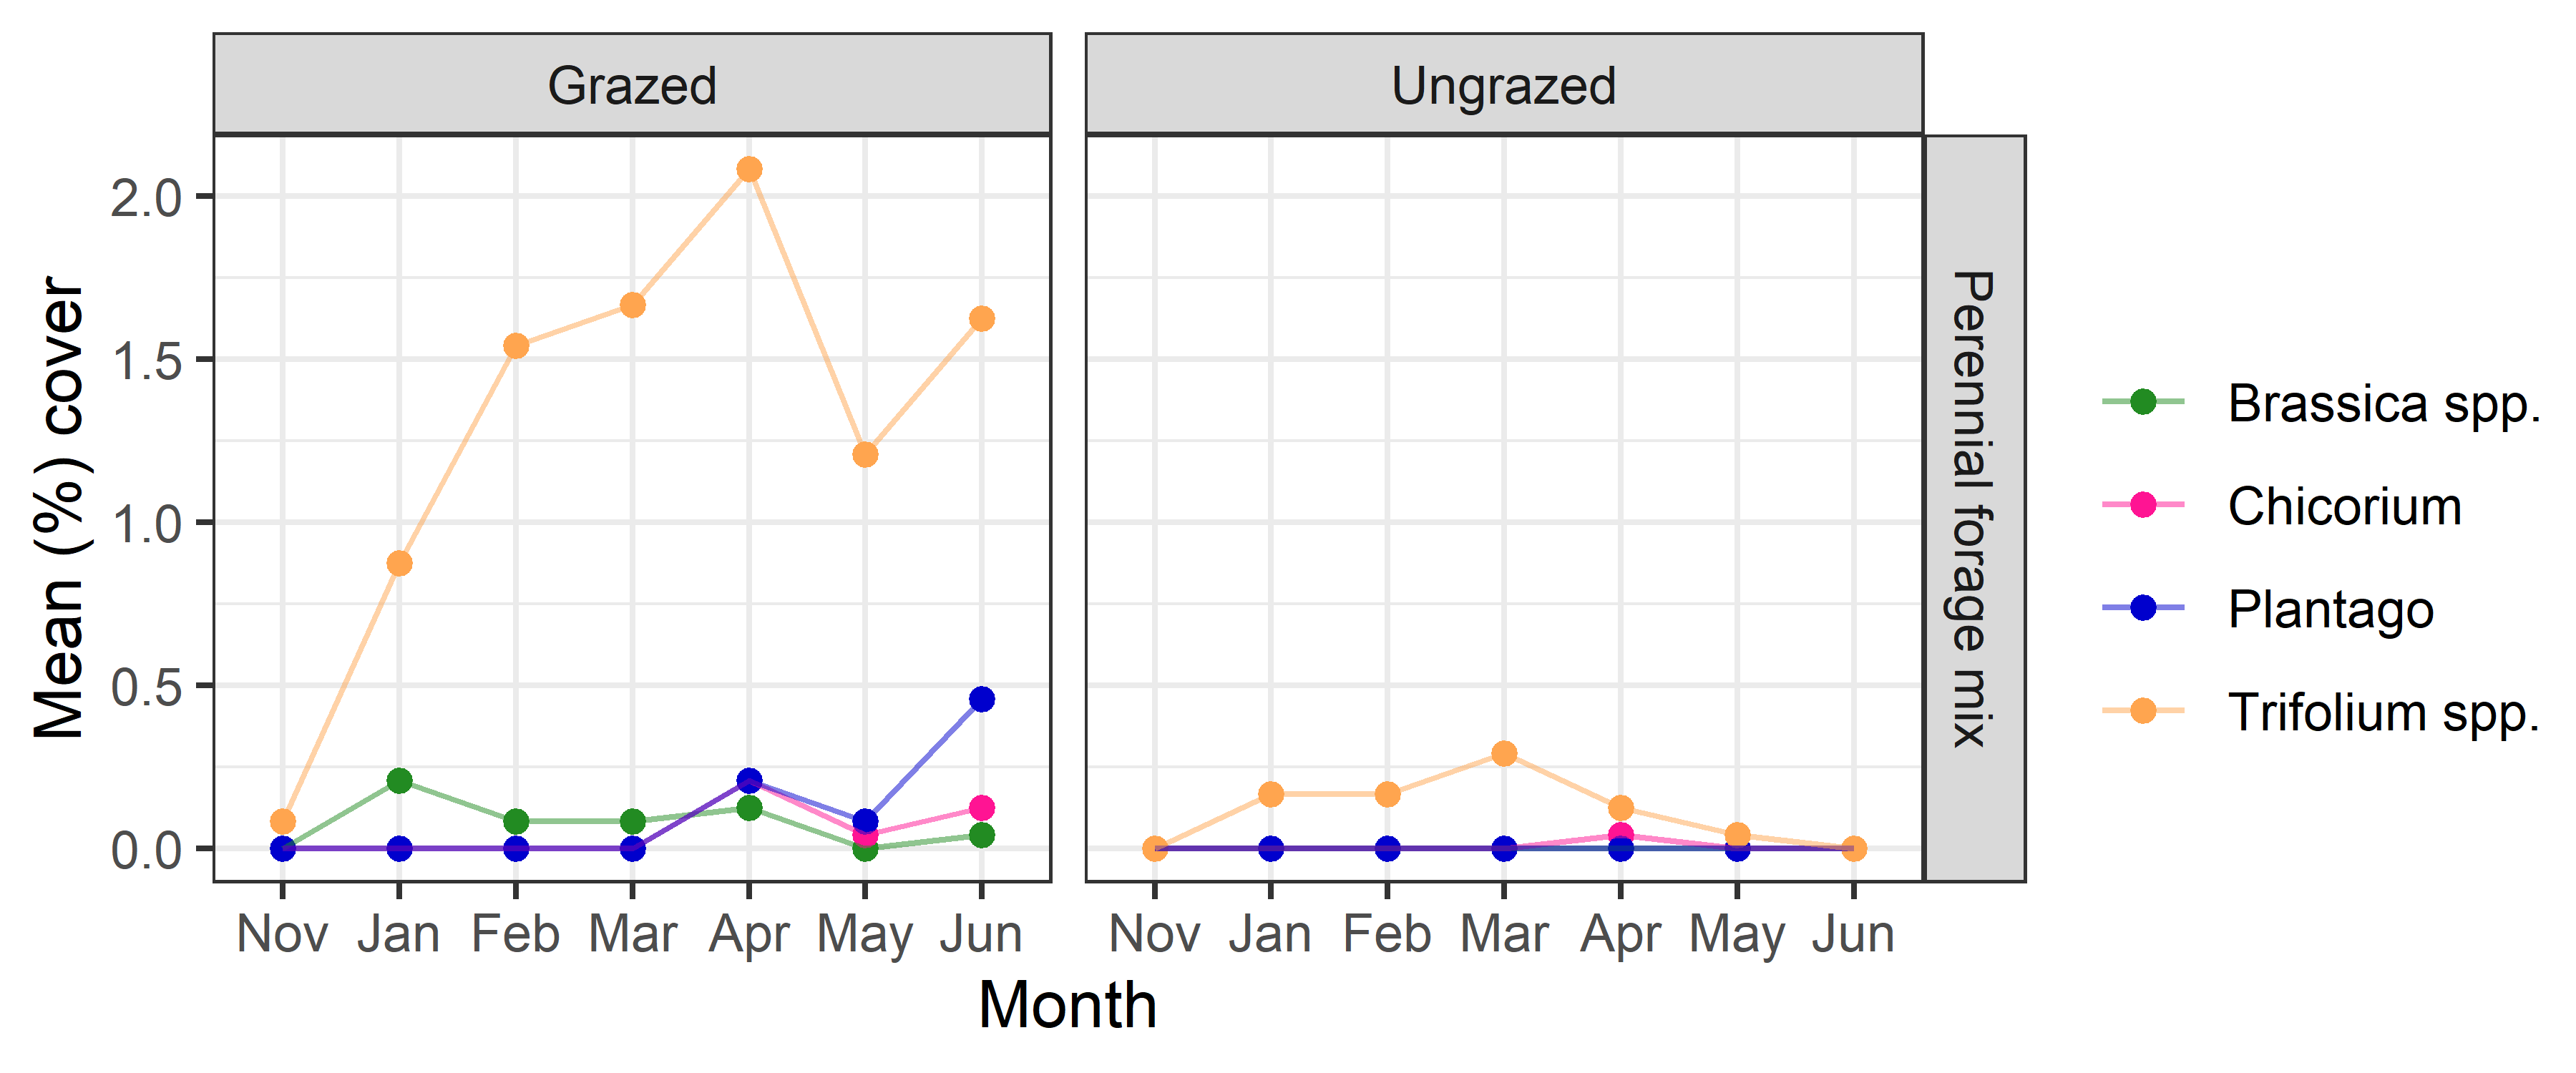 Grazed
Ungrazed
2.0
1.5
1.0
0.5
0.0
Mean (%) cover
Nov Jan Feb Mar Apr May Jun
Nov Jan Feb Mar Apr May Jun
Month
Perennial forage mix
Brassica spp.
Chicorium
Plantago
Trifolium spp.